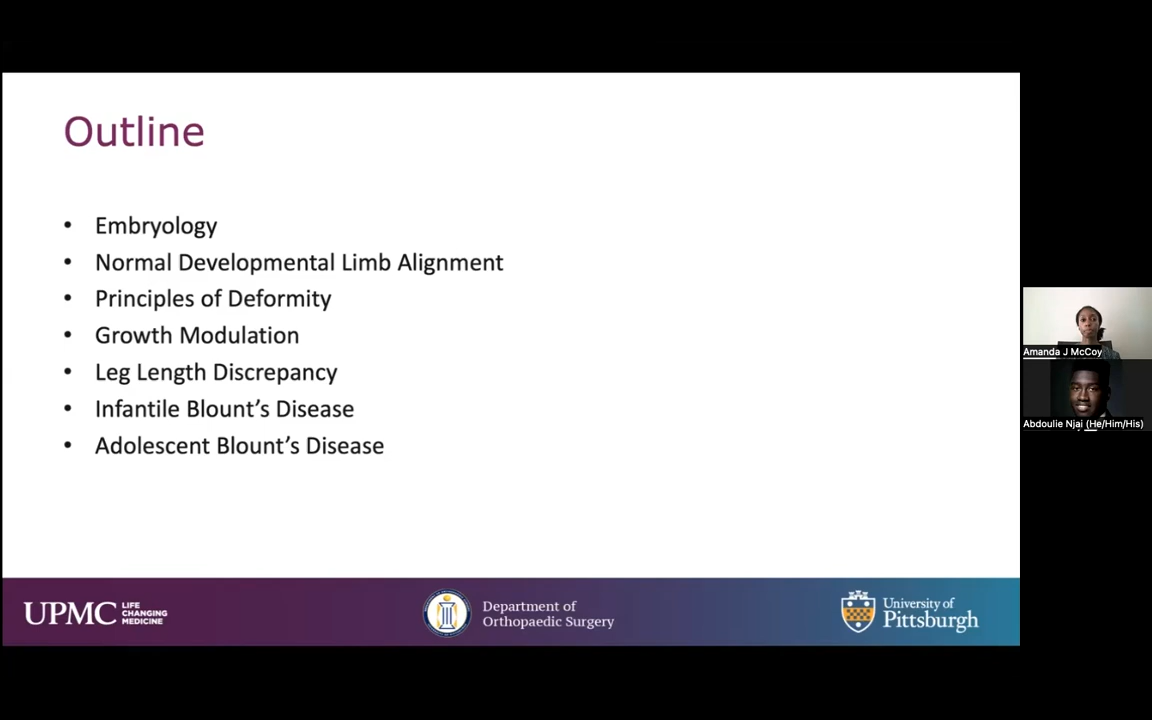 Outline
• Embryology
• Normal Developmental Limb Alignment
• Principles of Deformity
• Growth Modulation
• Leg Length Discrepancy
• Infantile Blount’s Disease
• Adolescent Blount’s Disease
Amanda J McCoy
Abdoulie Njai (He/Him/His)
UPMC
LIFE
CHANGING
MEDICINE
Department of
Orthopaedic Surgery
University of
Pittsburgh